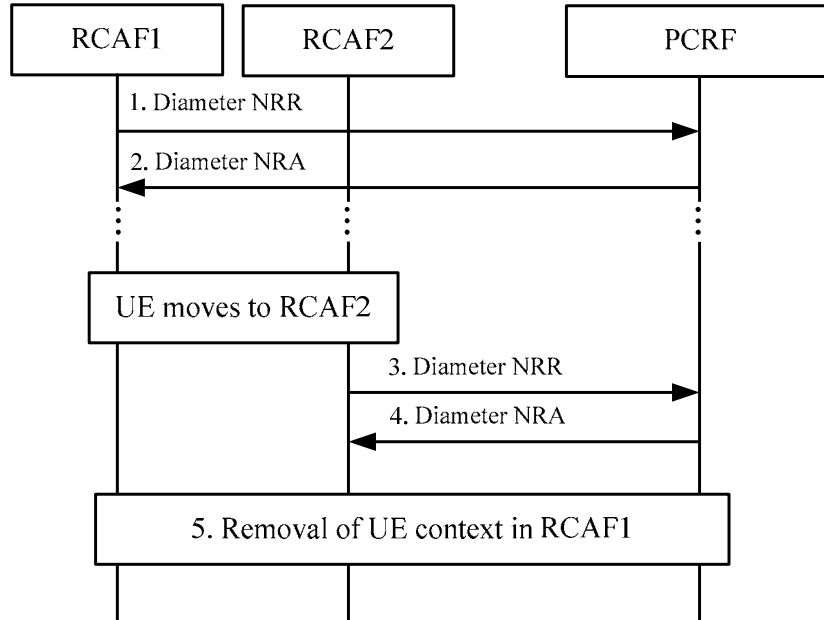 RCAF1
RCAF2
PCRF
1. Diameter NRR
2. Diameter NRA
UE moves to RCAF2
3. Diameter NRR
4. Diameter NRA
5. Removal of UE context in RCAF1